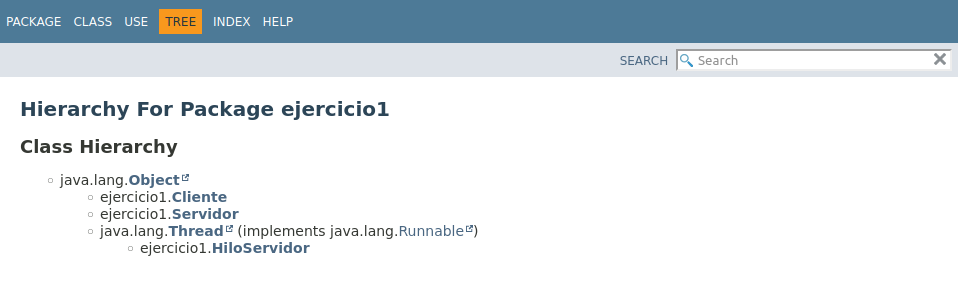 PACKAGE CLASS USE TREE INDEX HELP
SEARCH Search
Hierarchy For Package ejercicio1
Class Hierarchy
java.lang.Object
ejercicio1.Cliente
ejercicio1.Servidor
java.lang.Thread (implements java.lang.Runnable)
ejercicio1.HiloServidor